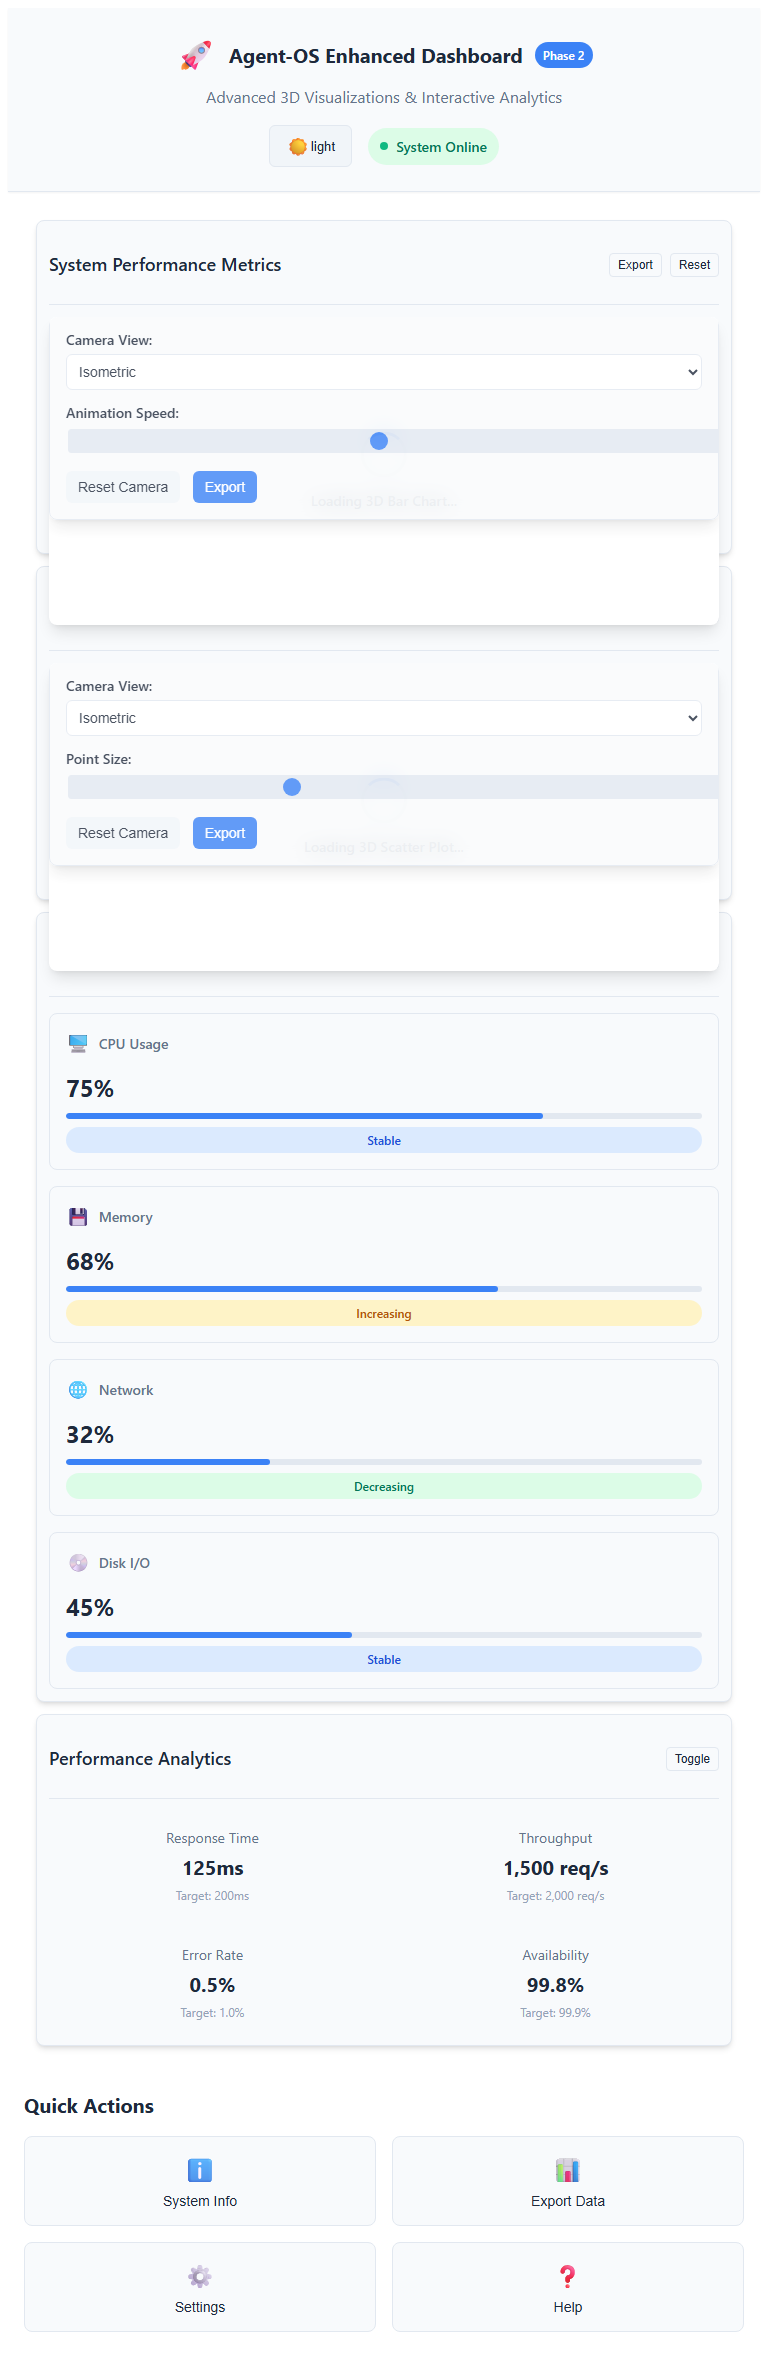 Agent-OS Enhanced Dashboard Phase 2
Advanced 3D Visualizations & Interactive Analytics
light System Online
System Performance Metrics Export Reset
Camera View:
Isometric
Animation Speed:
Reset Camera Export
Loading 3D Bar Chart...
Camera View:
Isometric
Point Size:
Reset Camera Export
Loading 3D Scatter Plot...
CPU Usage
75%
Stable
Memory
68%
Increasing
Network
32%
Decreasing
Disk I/O
45%
Stable
Performance Analytics Toggle
Response Time Throughput
125ms 1,500 req/s
Target: 200ms Target: 2,000 req/s
Error Rate Availability
0.5% 99.8%
Target: 1.0% Target: 99.9%
Quick Actions
System Info Export Data
Settings Help